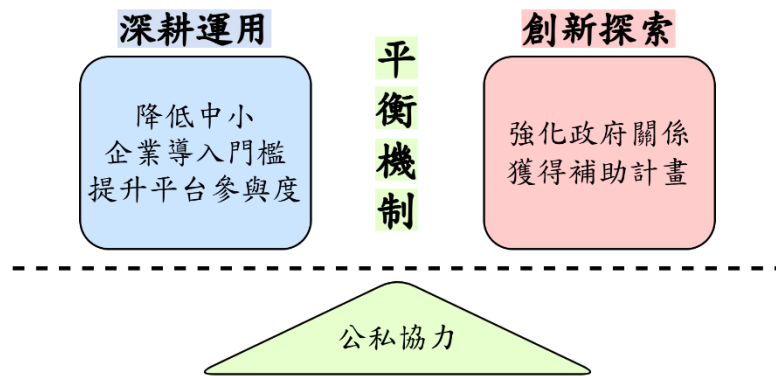 深耕運用
降低中小
企業導入門檻
提升平台參與度
平
衡
機
制
創新探索
強化政府關係
獲得補助計畫
公私協力